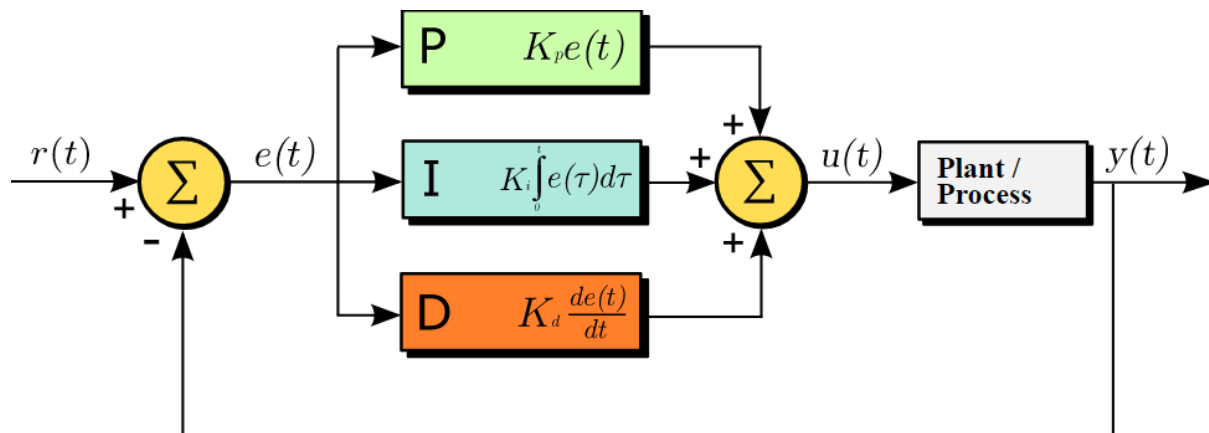 P K_p e(t)
+
r(t) Σ e(t) I K_i ∫_0^t e(τ)dτ + Σ u(t) Plant / Process y(t)
+
-
+
D K_d de(t)/dt